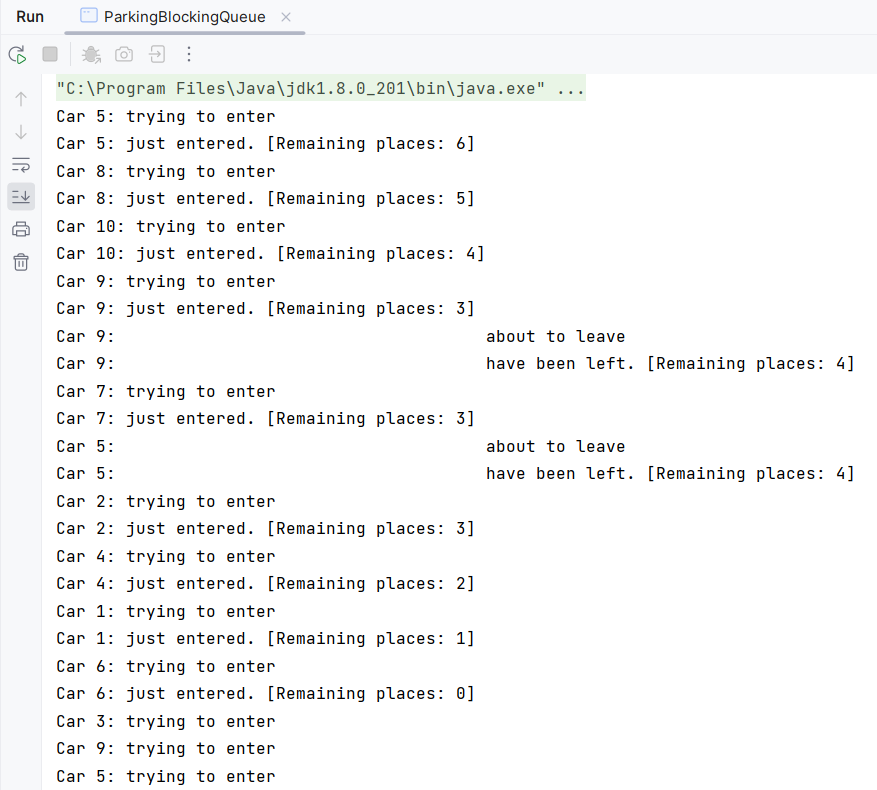 Run ParkingBlockingQueue
"C:\Program Files\Java\jdk1.8.0_201\bin\java.exe" ...
Car 5: trying to enter
Car 5: just entered. [Remaining places: 6]
Car 8: trying to enter
Car 8: just entered. [Remaining places: 5]
Car 10: trying to enter
Car 10: just entered. [Remaining places: 4]
Car 9: trying to enter
Car 9: just entered. [Remaining places: 3]
Car 9:                                     about to leave
Car 9:                                     have been left. [Remaining places: 4]
Car 7: trying to enter
Car 7: just entered. [Remaining places: 3]
Car 5:                                     about to leave
Car 5:                                     have been left. [Remaining places: 4]
Car 2: trying to enter
Car 2: just entered. [Remaining places: 3]
Car 4: trying to enter
Car 4: just entered. [Remaining places: 2]
Car 1: trying to enter
Car 1: just entered. [Remaining places: 1]
Car 6: trying to enter
Car 6: just entered. [Remaining places: 0]
Car 3: trying to enter
Car 9: trying to enter
Car 5: trying to enter